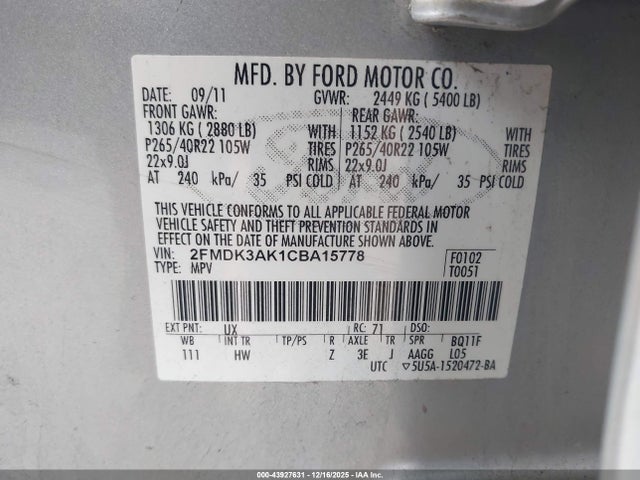 MFD. BY FORD MOTOR CO.
DATE: 09/11 GVWR: 2449 KG ( 5400 LB)
FRONT GAWR: REAR GAWR:
1306 KG ( 2880 LB) WITH 1152 KG ( 2540 LB) WITH
P265/40R22 105W TIRES P265/40R22 105W TIRES
22x9.0J RIMS 22x9.0J RIMS
AT 240 kPa/ 35 PSI COLD AT 240 kPa/ 35 PSI COLD
THIS VEHICLE CONFORMS TO ALL APPLICABLE FEDERAL MOTOR
VEHICLE SAFETY AND THEFT PREVENTION STANDARDS IN
EFFECT ON THE DATE OF MANUFACTURE SHOWN ABOVE.
VIN: 2FMDK3AK1CBA15778 F0102
TYPE: MPV T0051
EXT PNT: UX RC: 71 DSO:
WB INT TR TP/PS R AXLE TR SPR BQ11F
111 HW Z 3E J AAGG L05
UTC ▽5U5A-1520472-BA
000-43927631 - 12/16/2025 - IAA Corp.